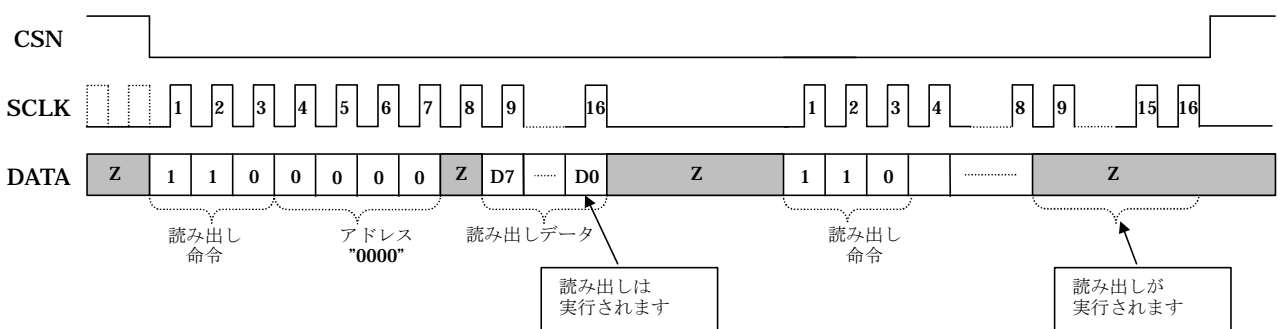 CSN
SCLK 1 2 3 4 5 6 7 8 9 16 1 2 3 4 8 9 15 16
DATA Z 1 1 0 0 0 0 0 Z D7 ...... D0 Z 1 1 0 .............. Z
読み出し
命令
アドレス
"0000"
読み出しデータ
読み出し
命令
読み出しは
実行されます
読み出しが
実行されます